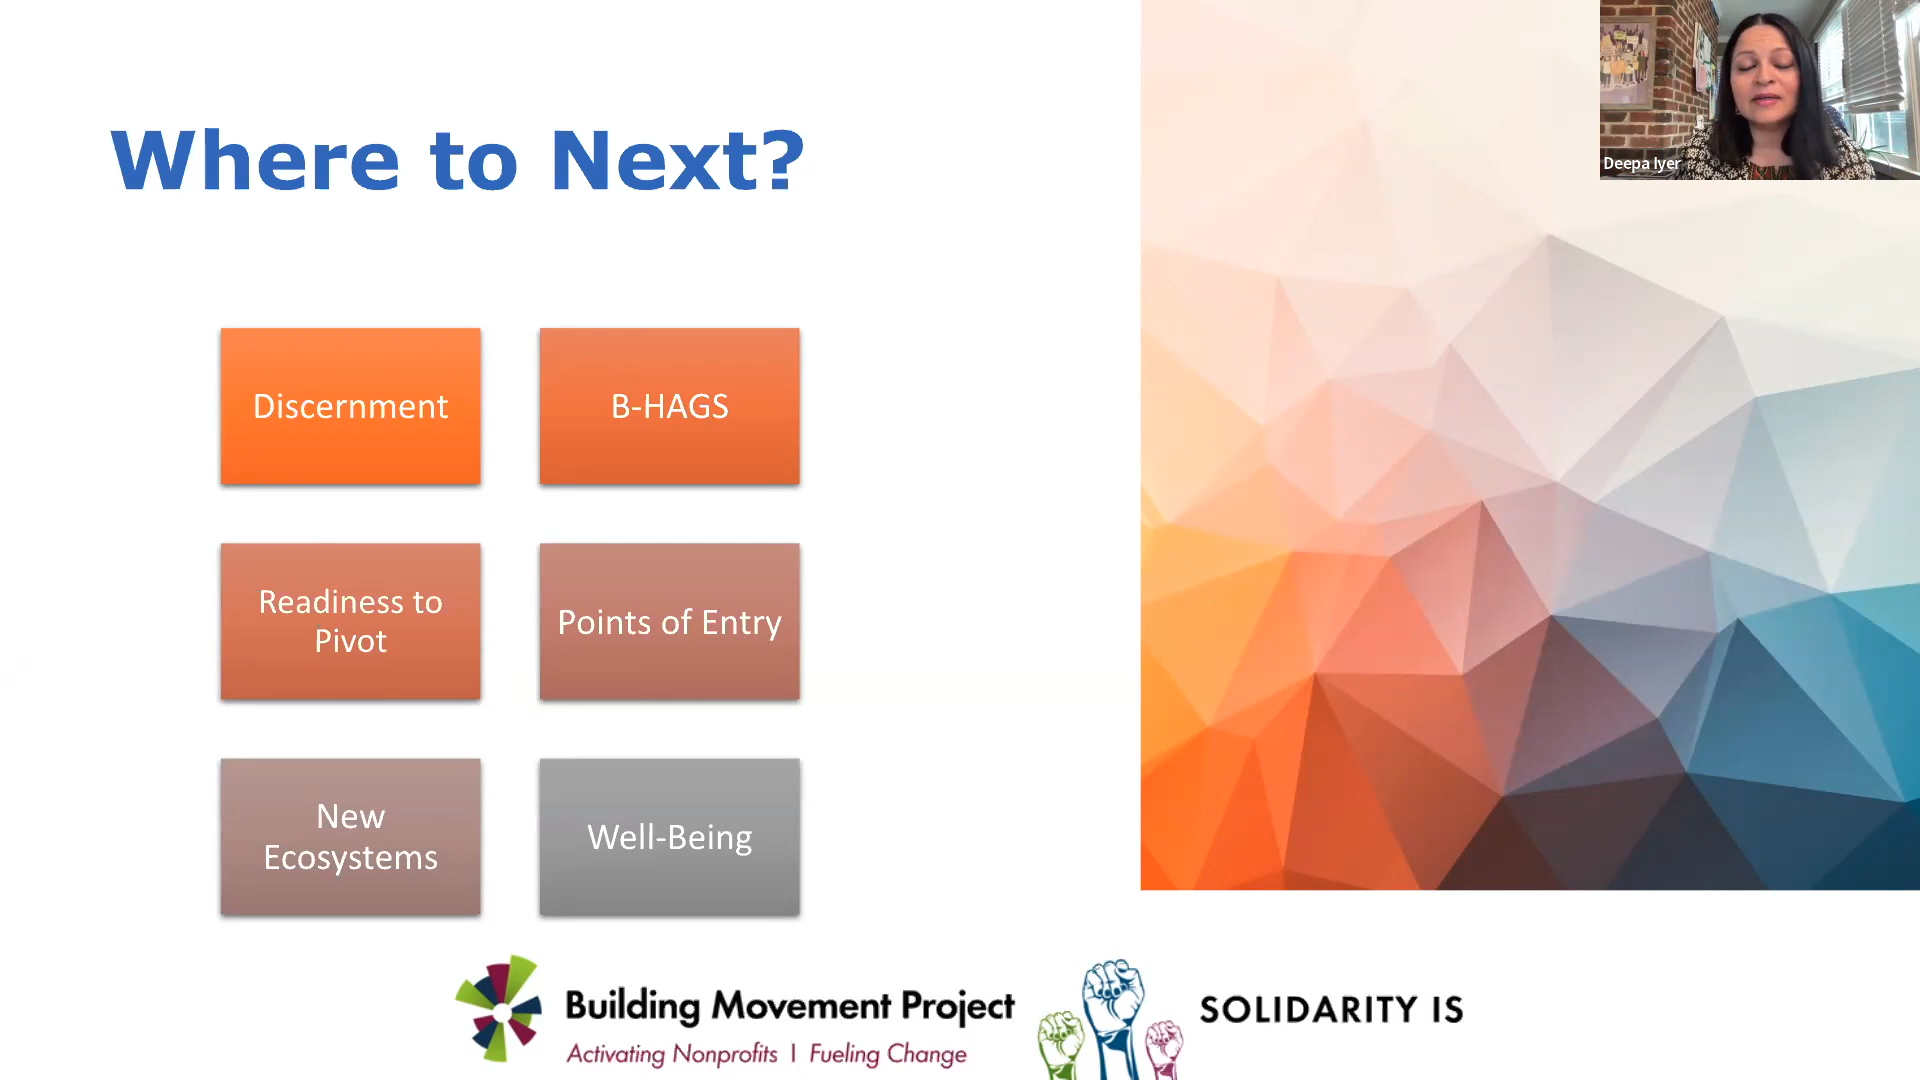 Where to Next?
Deepa Iyer
Discernment
B-HAGS
Readiness to
Pivot
Points of Entry
New
Ecosystems
Well-Being
Building Movement Project
Activating Nonprofits | Fueling Change
SOLIDARITY IS